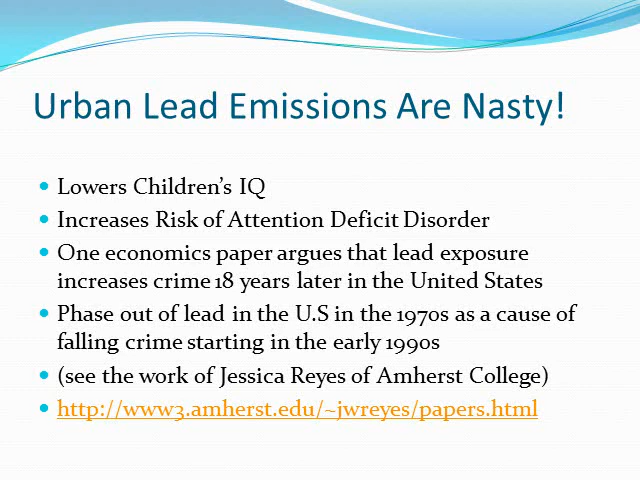 Urban Lead Emissions Are Nasty!
• Lowers Children's IQ
• Increases Risk of Attention Deficit Disorder
• One economics paper argues that lead exposure
increases crime 18 years later in the United States
• Phase out of lead in the U.S in the 1970s as a cause of
falling crime starting in the early 1990s
• (see the work of Jessica Reyes of Amherst College)
• http://www3.amherst.edu/~jwreyes/papers.html